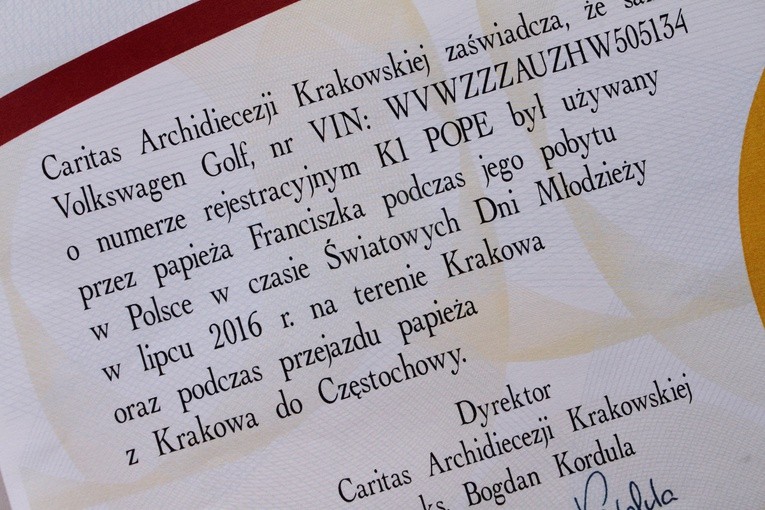 Caritas Archidiecezji Krakowskiej zaświadcza, że
Volkswagen Golf, nr VIN: WVWZZZAUZHW505134
o numerze rejestracyjnym K1 POPE był używany
przez papieża Franciszka podczas jego pobytu
w Polsce w czasie Światowych Dni Młodzieży
w lipcu 2016 r. na terenie Krakowa
oraz podczas przejazdu papieża
z Krakowa do Częstochowy.
Dyrektor
Caritas Archidiecezji Krakowskiej
ks. Bogdan Kordula